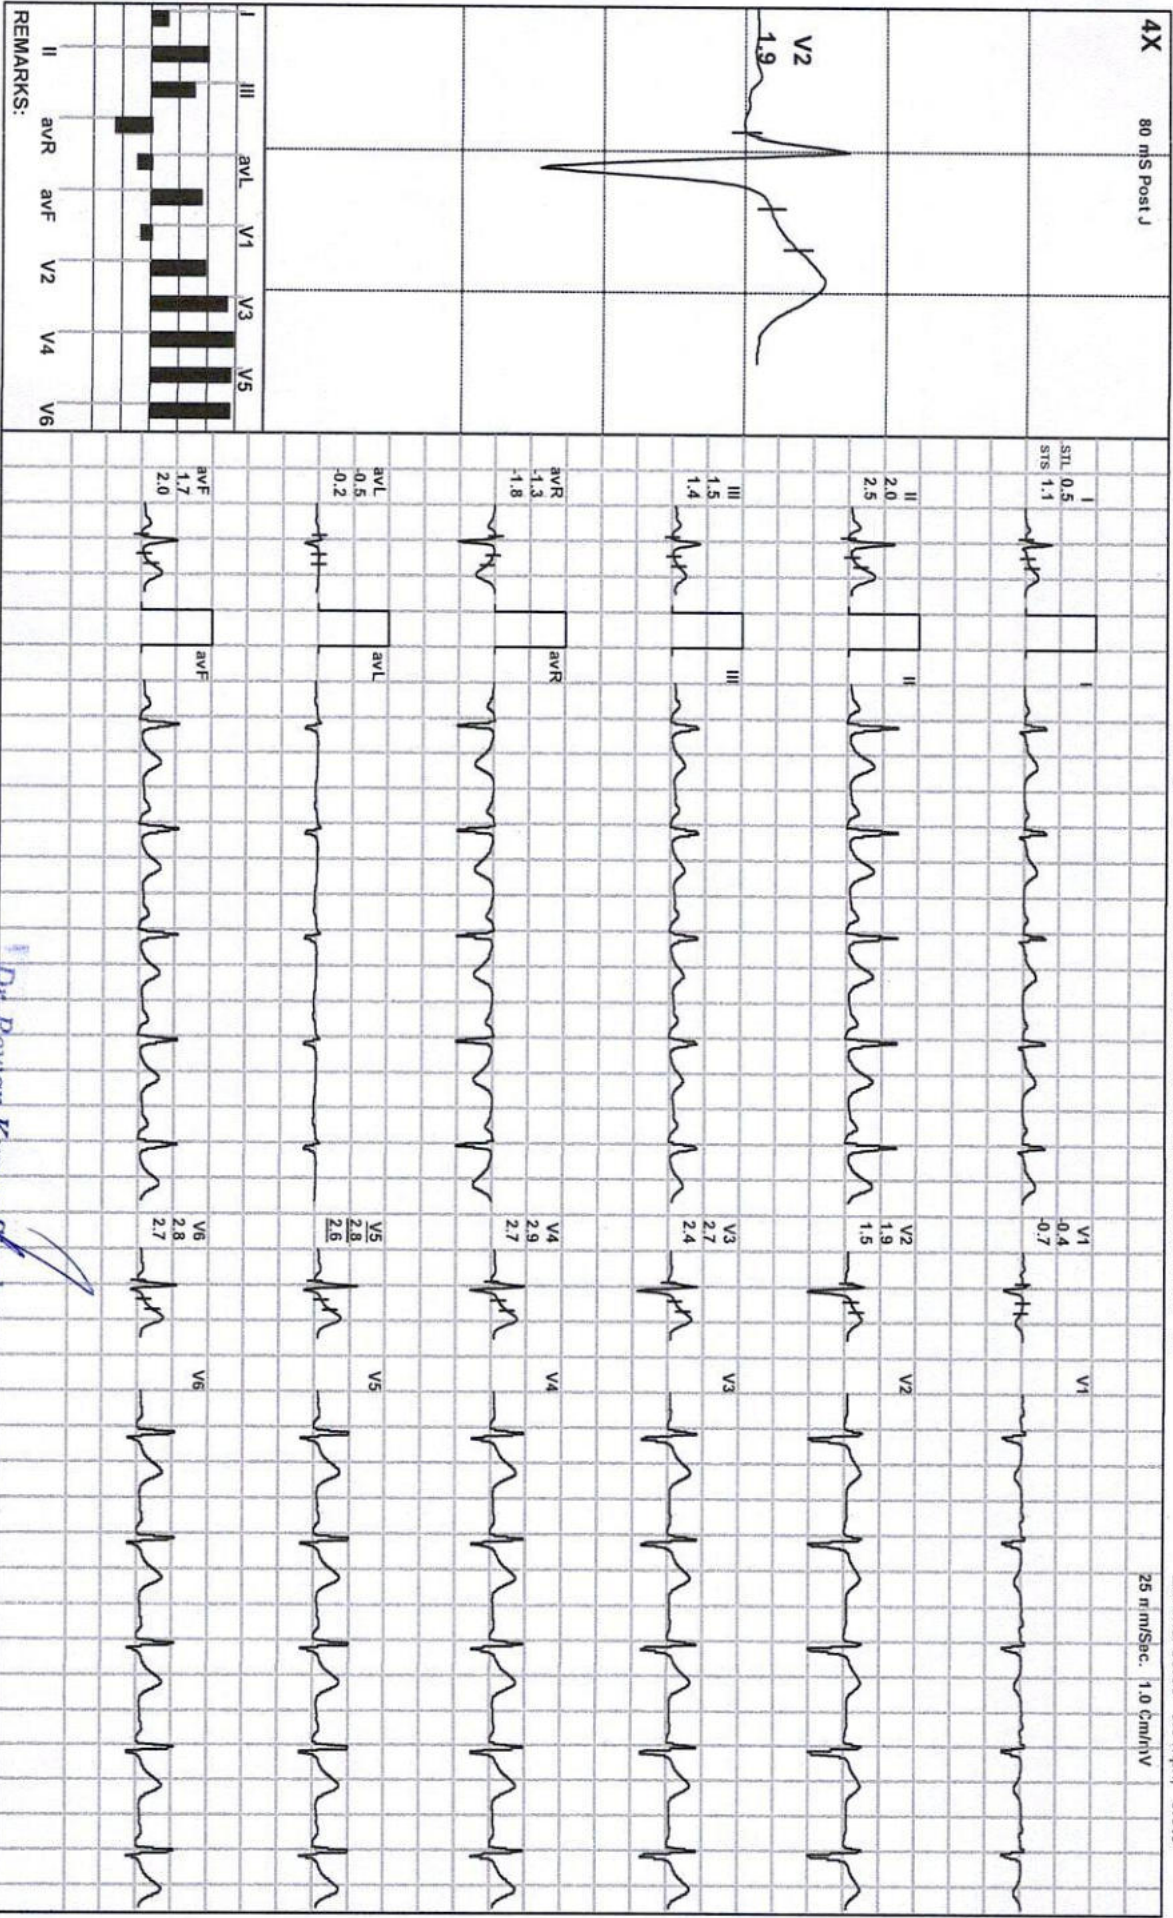 4X
80 mS Post J
25 m m/Sec. 1.0 Cm/mV
V2
1.9
I
STL 0.5
STS 1.1
I
V1
-0.4
-0.7
V1
II
2.0
2.5
II
V2
1.9
1.5
V2
III
1.5
1.4
III
V3
2.7
2.4
V3
avR
-1.3
-1.8
avR
V4
2.9
2.7
V4
avL
-0.5
-0.2
avL
V5
2.8
2.6
V5
avF
1.7
2.0
avF
V6
2.8
2.7
V6
I III avL V1 V3 V5
II avR avF V2 V4 V6
REMARKS:
Dr.